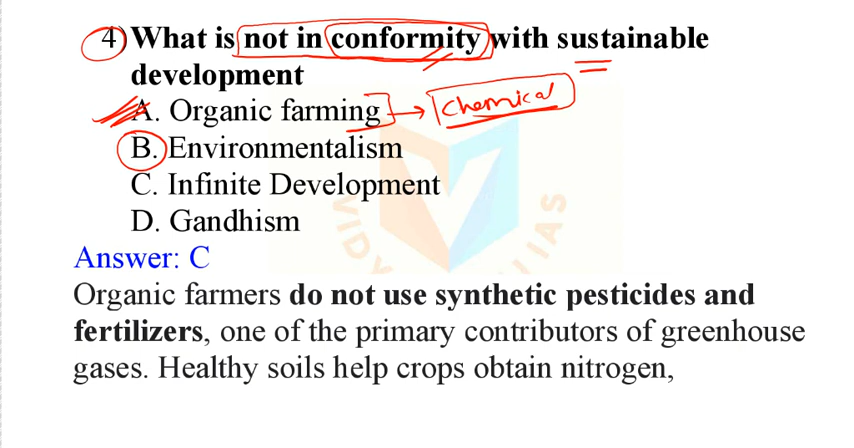 4) What is not in conformity with sustainable
development
A. Organic farming → Chemical
B. Environmentalism
C. Infinite Development
D. Gandhism
Answer: C
Organic farmers do not use synthetic pesticides and
fertilizers, one of the primary contributors of greenhouse
gases. Healthy soils help crops obtain nitrogen,